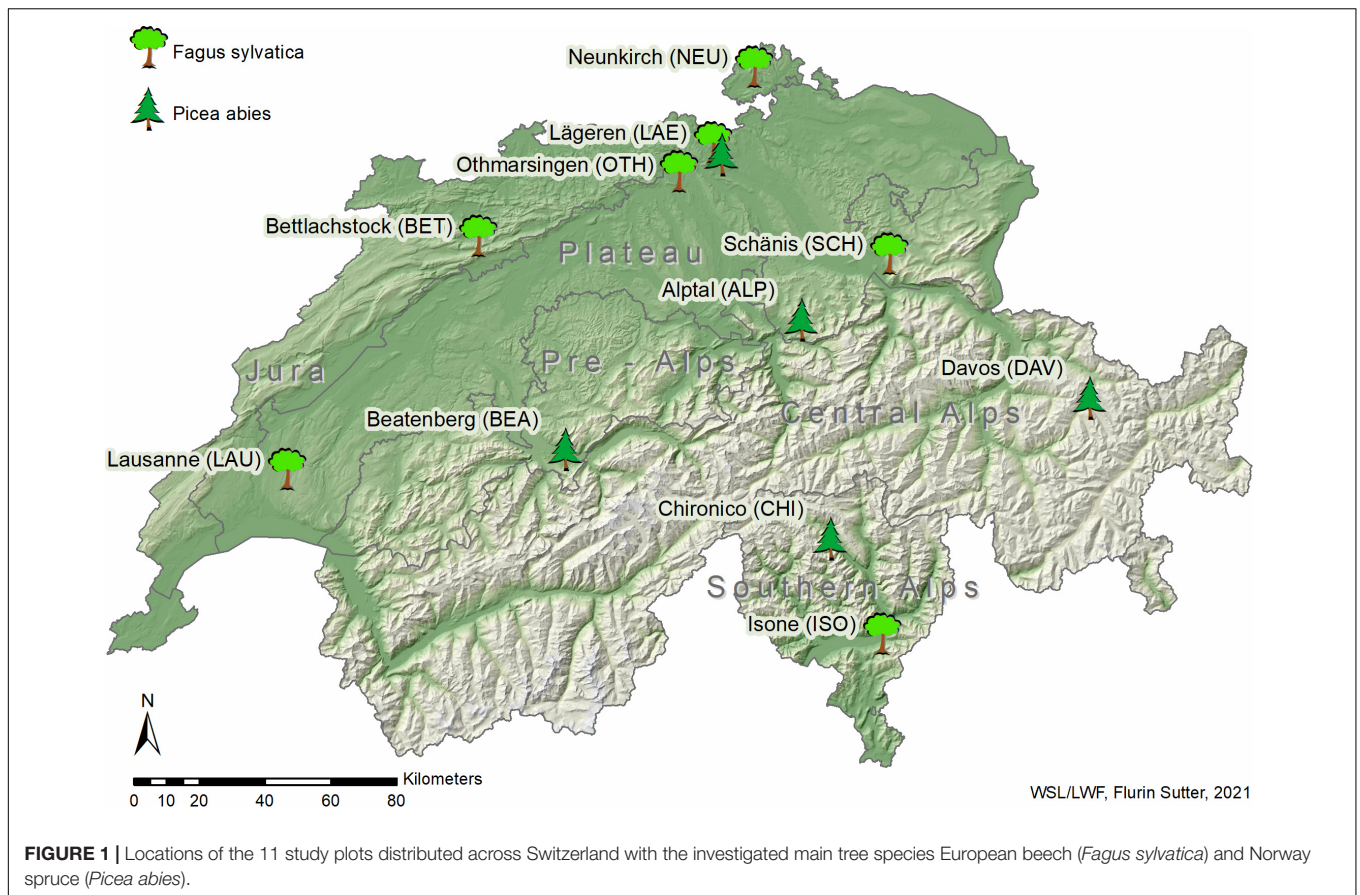 Fagus sylvatica
Picea abies
Neunkirch (NEU)
Lägeren (LAE)
Othmarsingen (OTH)
Bettlachstock (BET)
Plateau
Schänis (SCH)
Alptal (ALP)
Jura
Pre - Alps
Davos (DAV)
Central Alps
Beatenberg (BEA)
Lausanne (LAU)
Chironico (CHI)
Southern Alps
Isone (ISO)
N
Kilometers
0 10 20 40 60 80
WSL/LWF, Flurin Sutter, 2021
FIGURE 1 | Locations of the 11 study plots distributed across Switzerland with the investigated main tree species European beech (Fagus sylvatica) and Norway
spruce (Picea abies).